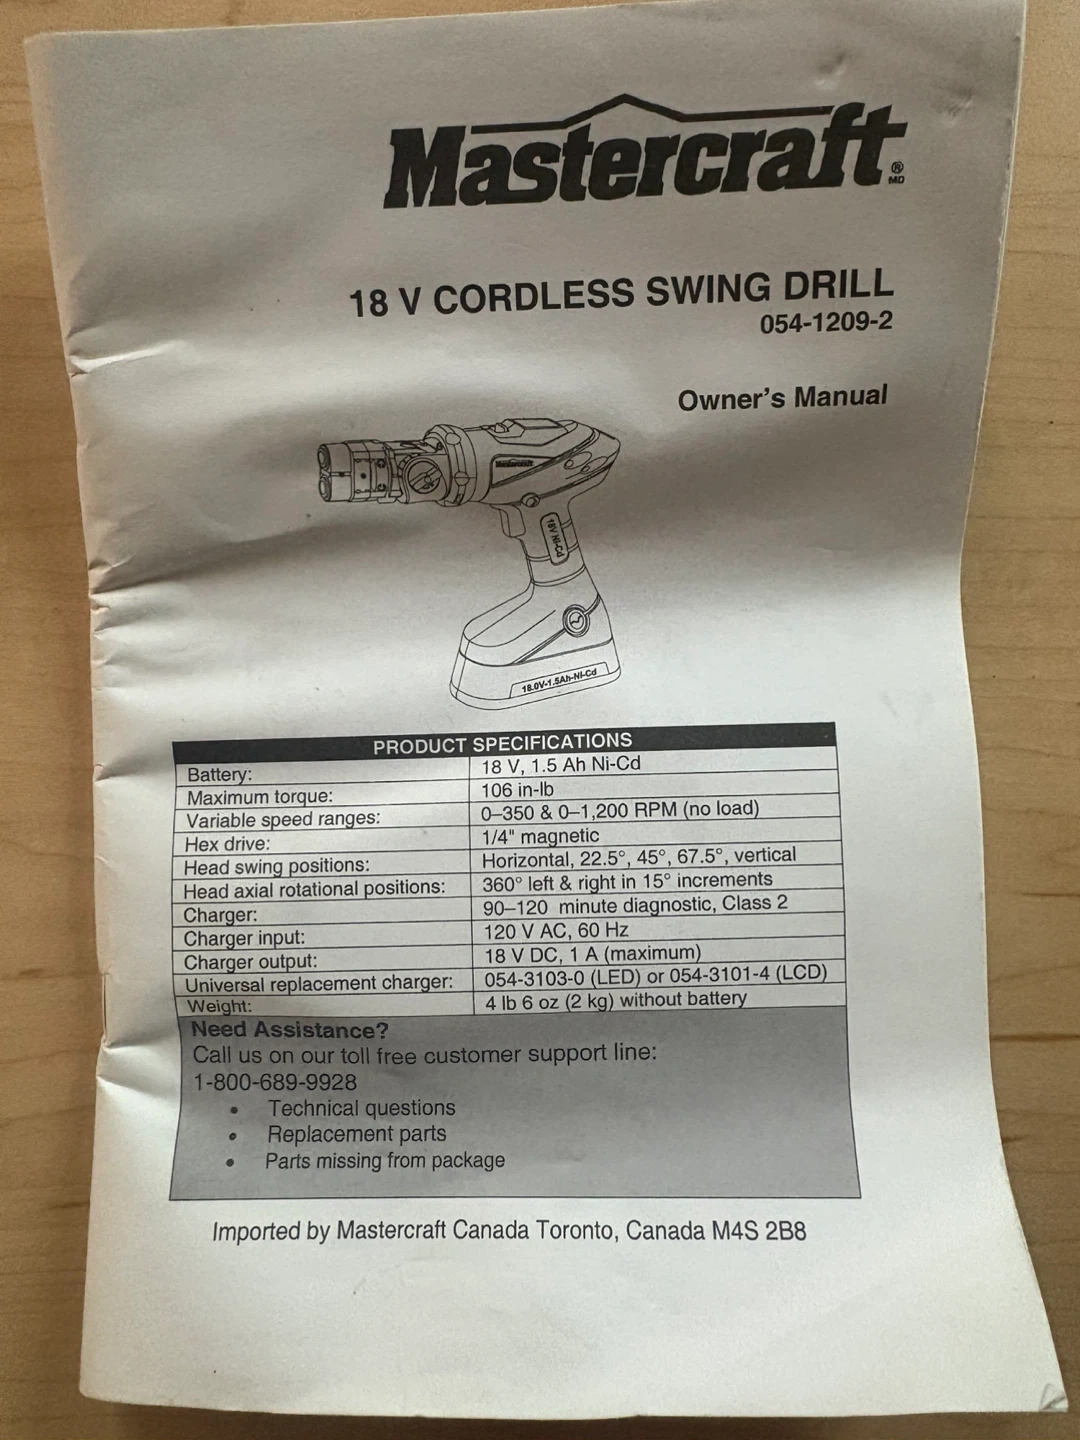 Mastercraft®
MD
18 V CORDLESS SWING DRILL
054-1209-2
Owner's Manual
Mastercraft
18V Ni-Cd
18.0V-1.5Ah-Ni-Cd
PRODUCT SPECIFICATIONS
Battery: 18 V, 1.5 Ah Ni-Cd
Maximum torque: 106 in-lb
Variable speed ranges: 0–350 & 0–1,200 RPM (no load)
Hex drive: 1/4" magnetic
Head swing positions: Horizontal, 22.5°, 45°, 67.5°, vertical
Head axial rotational positions: 360° left & right in 15° increments
Charger: 90–120 minute diagnostic, Class 2
Charger input: 120 V AC, 60 Hz
Charger output: 18 V DC, 1 A (maximum)
Universal replacement charger: 054-3103-0 (LED) or 054-3101-4 (LCD)
Weight: 4 lb 6 oz (2 kg) without battery
Need Assistance?
Call us on our toll free customer support line:
1-800-689-9928
• Technical questions
• Replacement parts
• Parts missing from package
Imported by Mastercraft Canada Toronto, Canada M4S 2B8